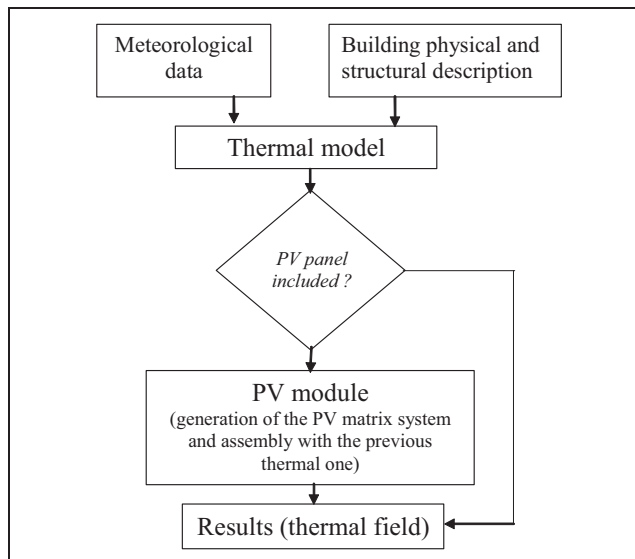 Meteorological
data
Building physical and
structural description
Thermal model
PV panel
included ?
PV module
(generation of the PV matrix system
and assembly with the previous
thermal one)
Results (thermal field)